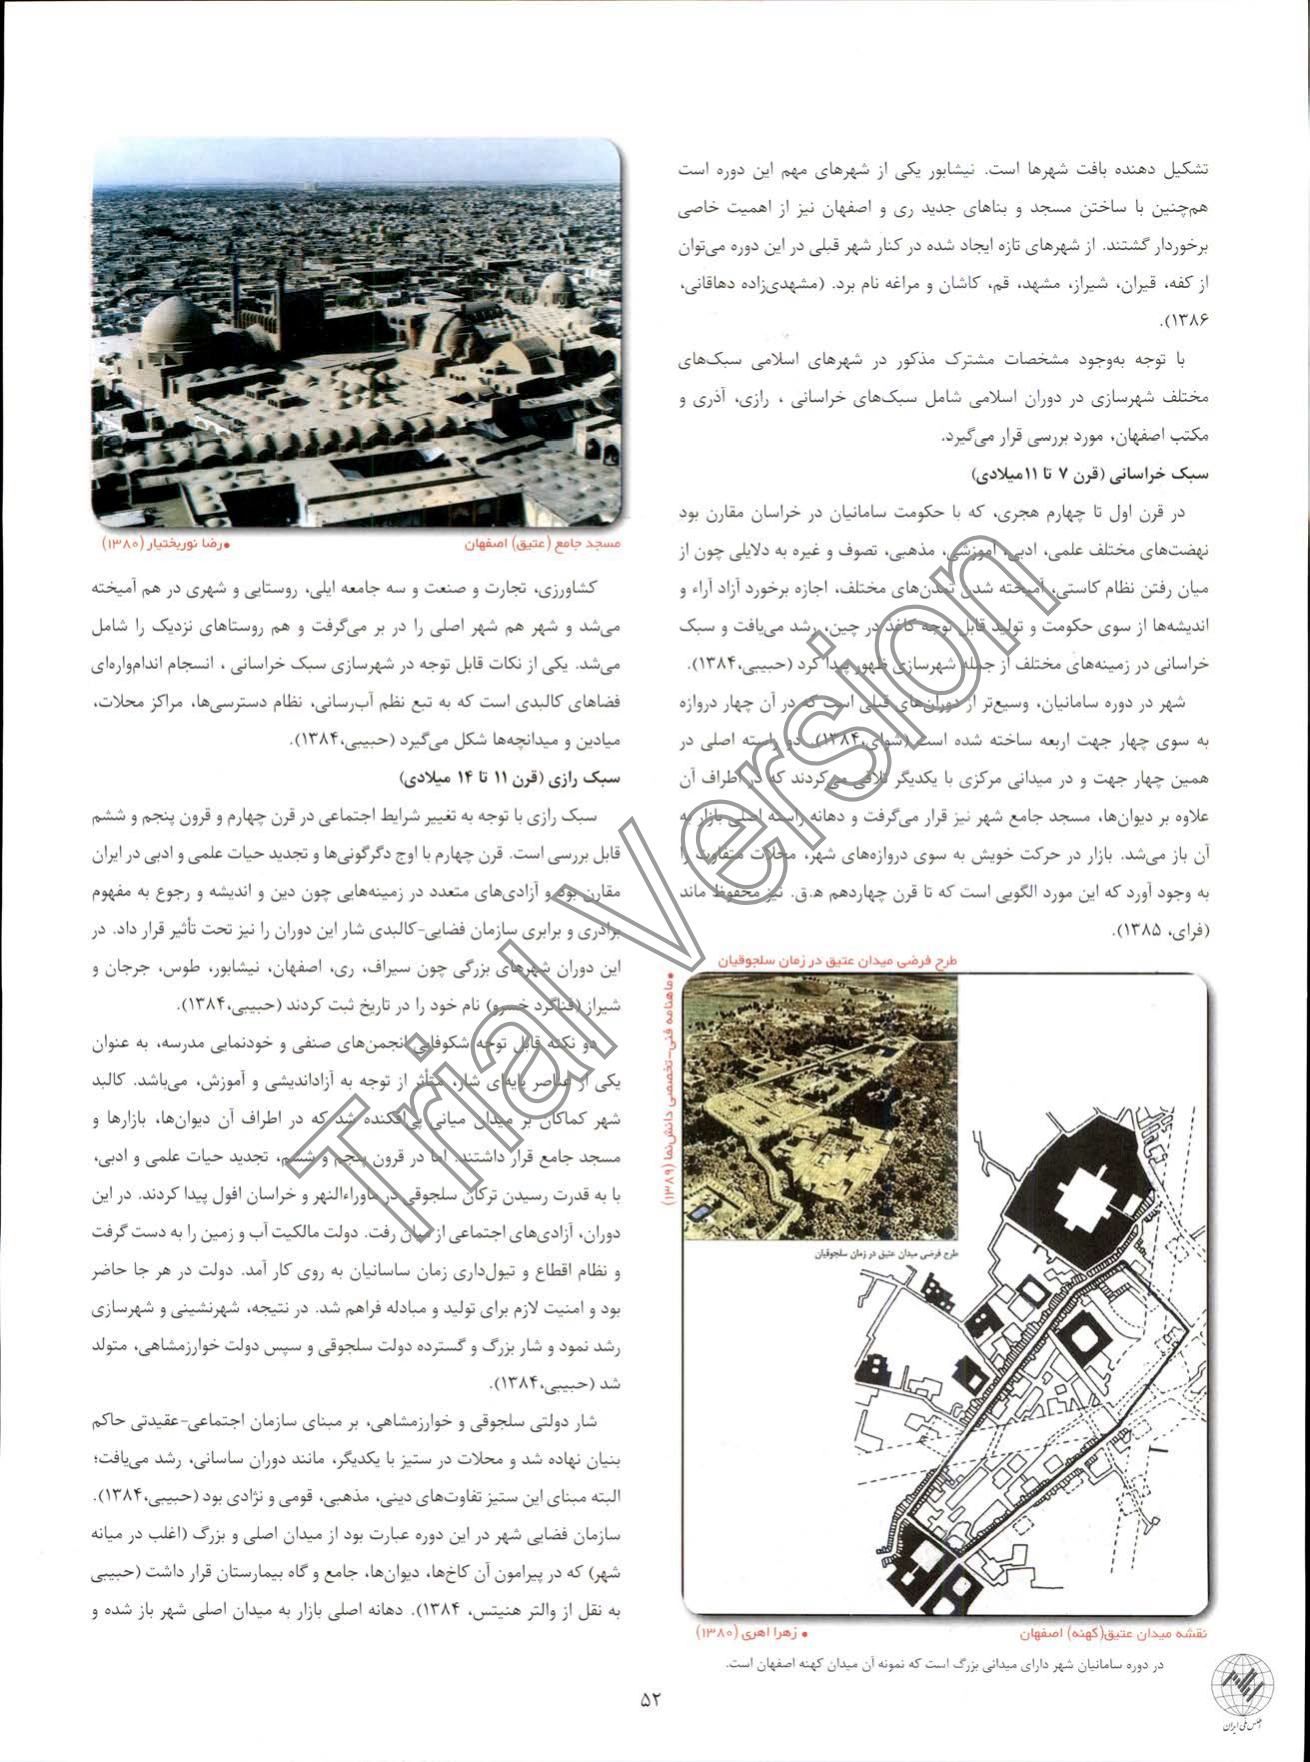 تشکیل دهنده بافت شهرها است. نیشابور یکی از شهرهای مهم این دوره است
هم‌چنین با ساختن مسجد و بناهای جدید ری و اصفهان نیز از اهمیت خاصی
برخوردار گشتند. از شهرهای تازه ایجاد شده در کنار شهر قبلی در این دوره می‌توان
از کفه، قیران، شیراز، مشهد، قم، کاشان و مراغه نام برد. (مشهدی‌زاده دهاقانی،
۱۳۸۶).
با توجه به‌وجود مشخصات مشترک مذکور در شهرهای اسلامی سبک‌های
مختلف شهرسازی در دوران اسلامی شامل سبک‌های خراسانی ، رازی، آذری و
مکتب اصفهان، مورد بررسی قرار می‌گیرد.
سبک خراسانی (قرن ۷ تا ۱۱میلادی)
در قرن اول تا چهارم هجری، که با حکومت سامانیان در خراسان مقارن بود
نهضت‌های مختلف علمی، ادبی، آموزشی، مذهبی، تصوف و غیره به دلایلی چون از
میان رفتن نظام کاستی، آمیخته شدن تمدن‌های مختلف، اجازه برخورد آزاد آراء و
اندیشه‌ها از سوی حکومت و تولید قابل توجه کاغذ در چین، رشد می‌یافت و سبک
خراسانی در زمینه‌های مختلف از جمله شهرسازی ظهور پیدا کرد (حبیبی،۱۳۸۴).
شهر در دوره سامانیان، وسیع‌تر از دوران‌های قبلی است که در آن چهار دروازه
به سوی چهار جهت اربعه ساخته شده است (شوای،۱۳۸۴). دو راسته اصلی در
همین چهار جهت و در میدانی مرکزی با یکدیگر تلاقی می‌کردند که در اطراف آن
علاوه بر دیوان‌ها، مسجد جامع شهر نیز قرار می‌گرفت و دهانه راسته اصلی بازار به
آن باز می‌شد. بازار در حرکت خویش به سوی دروازه‌های شهر، محلات متفاوت را
به وجود آورد که این مورد الگویی است که تا قرن چهاردهم ه.ق. نیز محفوظ ماند
(فرای، ۱۳۸۵).
طرح فرضی میدان عتیق در زمان سلجوقیان
•ماهنامه فنی-تخصصی دانش‌نما (۱۳۸۹)
طرح فرضی میدان عتیق در زمان سلجوقیان
نقشه میدان عتیق(کهنه) اصفهان • زهرا اهری (۱۳۸۰)
در دوره سامانیان شهر دارای میدانی بزرگ است که نمونه آن میدان کهنه اصفهان است.
مسجد جامع (عتیق) اصفهان •رضا نوربختیار (۱۳۸۰)
کشاورزی، تجارت و صنعت و سه جامعه ایلی، روستایی و شهری در هم آمیخته
می‌شد و شهر هم شهر اصلی را در بر می‌گرفت و هم روستاهای نزدیک را شامل
می‌شد. یکی از نکات قابل توجه در شهرسازی سبک خراسانی ، انسجام اندام‌واره‌ای
فضاهای کالبدی است که به تبع نظم آب‌رسانی، نظام دسترسی‌ها، مراکز محلات،
میادین و میدانچه‌ها شکل می‌گیرد (حبیبی،۱۳۸۴).
سبک رازی (قرن ۱۱ تا ۱۴ میلادی)
سبک رازی با توجه به تغییر شرایط اجتماعی در قرن چهارم و قرون پنجم و ششم
قابل بررسی است. قرن چهارم با اوج دگرگونی‌ها و تجدید حیات علمی و ادبی در ایران
مقارن بود و آزادی‌های متعدد در زمینه‌هایی چون دین و اندیشه و رجوع به مفهوم
برادری و برابری سازمان فضایی-کالبدی شار این دوران را نیز تحت تأثیر قرار داد. در
این دوران شهرهای بزرگی چون سیراف، ری، اصفهان، نیشابور، طوس، جرجان و
شیراز (فناگرد خسرو) نام خود را در تاریخ ثبت کردند (حبیبی،۱۳۸۴).
دو نکته قابل توجه شکوفایی انجمن‌های صنفی و خودنمایی مدرسه، به عنوان
یکی از عناصر پایه‌ای شار، متأثر از توجه به آزاداندیشی و آموزش، می‌باشد. کالبد
شهر کماکان بر میدان میانی پی‌افکنده شد که در اطراف آن دیوان‌ها، بازارها و
مسجد جامع قرار داشتند. اما در قرون پنجم و ششم، تجدید حیات علمی و ادبی،
با به قدرت رسیدن ترکان سلجوقی در ماوراءالنهر و خراسان افول پیدا کردند. در این
دوران، آزادی‌های اجتماعی از میان رفت. دولت مالکیت آب و زمین را به دست گرفت
و نظام اقطاع و تیول‌داری زمان ساسانیان به روی کار آمد. دولت در هر جا حاضر
بود و امنیت لازم برای تولید و مبادله فراهم شد. در نتیجه، شهرنشینی و شهرسازی
رشد نمود و شار بزرگ و گسترده دولت سلجوقی و سپس دولت خوارزمشاهی، متولد
شد (حبیبی،۱۳۸۴).
شار دولتی سلجوقی و خوارزمشاهی، بر مبنای سازمان اجتماعی-عقیدتی حاکم
بنیان نهاده شد و محلات در ستیز با یکدیگر، مانند دوران ساسانی، رشد می‌یافت؛
البته مبنای این ستیز تفاوت‌های دینی، مذهبی، قومی و نژادی بود (حبیبی،۱۳۸۴).
سازمان فضایی شهر در این دوره عبارت بود از میدان اصلی و بزرگ (اغلب در میانه
شهر) که در پیرامون آن کاخ‌ها، دیوان‌ها، جامع و گاه بیمارستان قرار داشت (حبیبی
به نقل از والتر هنیتس، ۱۳۸۴). دهانه اصلی بازار به میدان اصلی شهر باز شده و
۵۲
اطلس ملی ایران
Trial Version